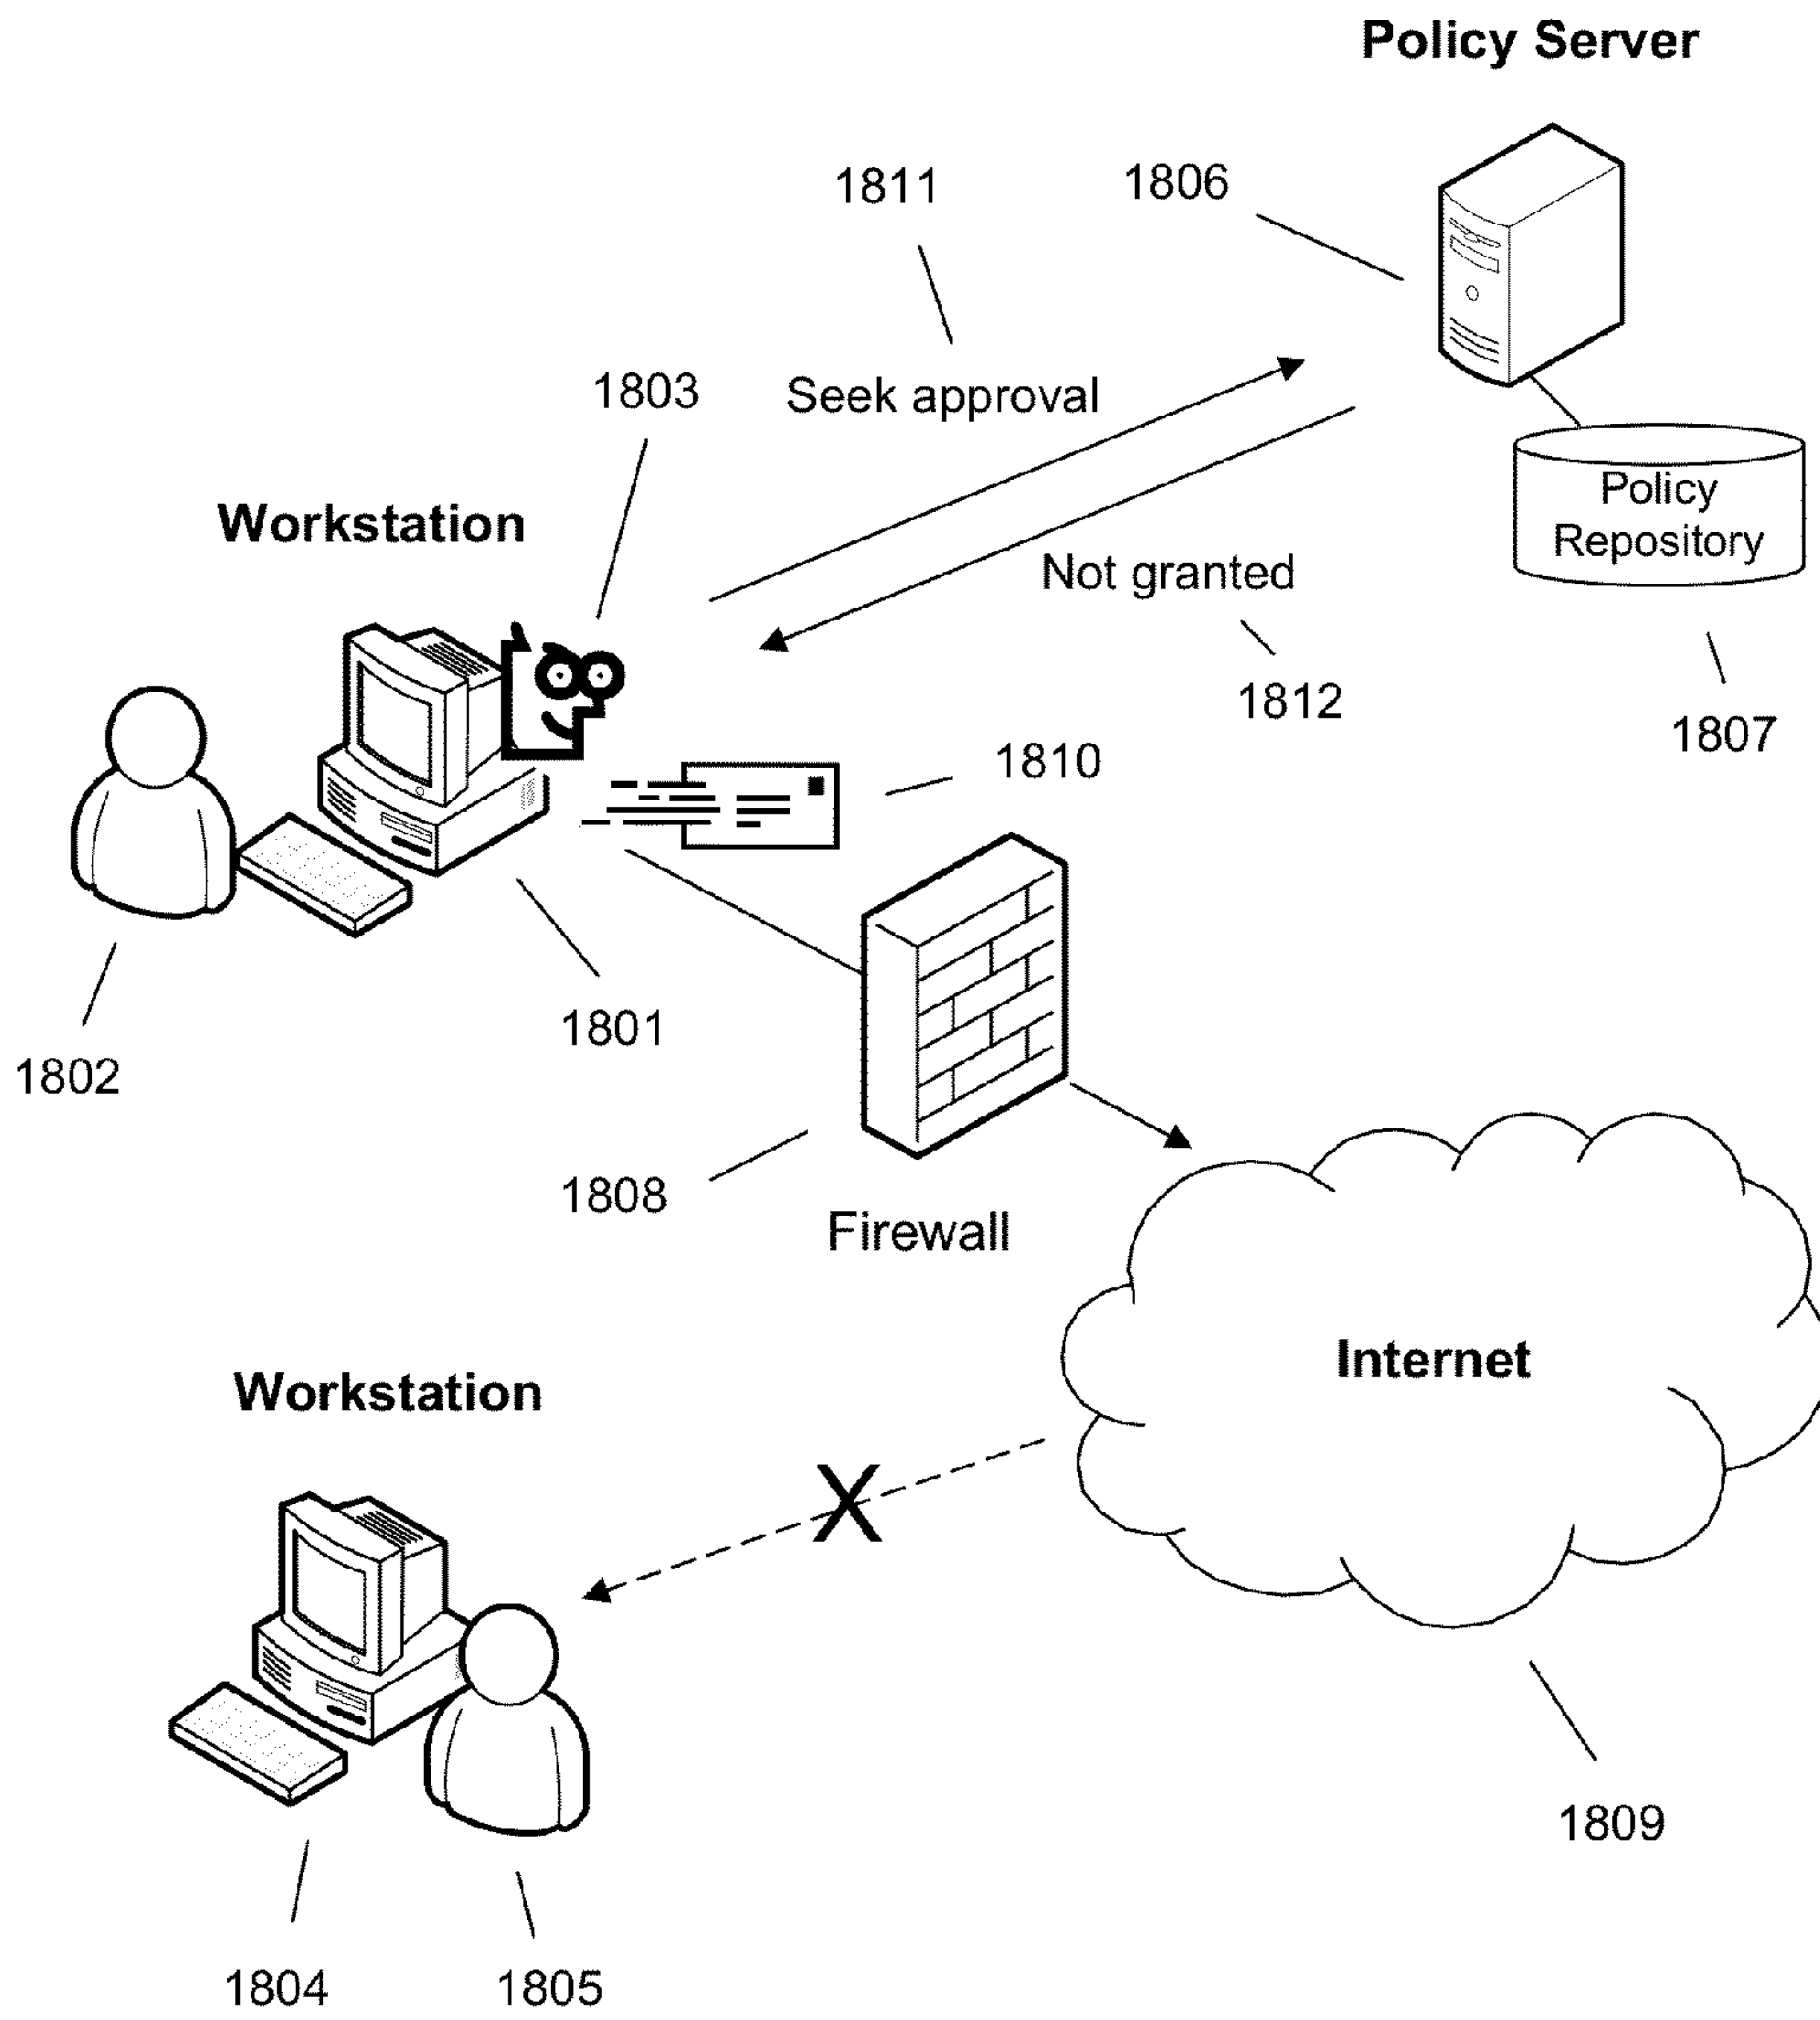 Policy Server
1811
1806
1803
Seek approval
Policy
Repository
Workstation
Not granted
1812
1807
1810
1801
1802
1808
Firewall
Internet
Workstation
X
1809
1804
1805